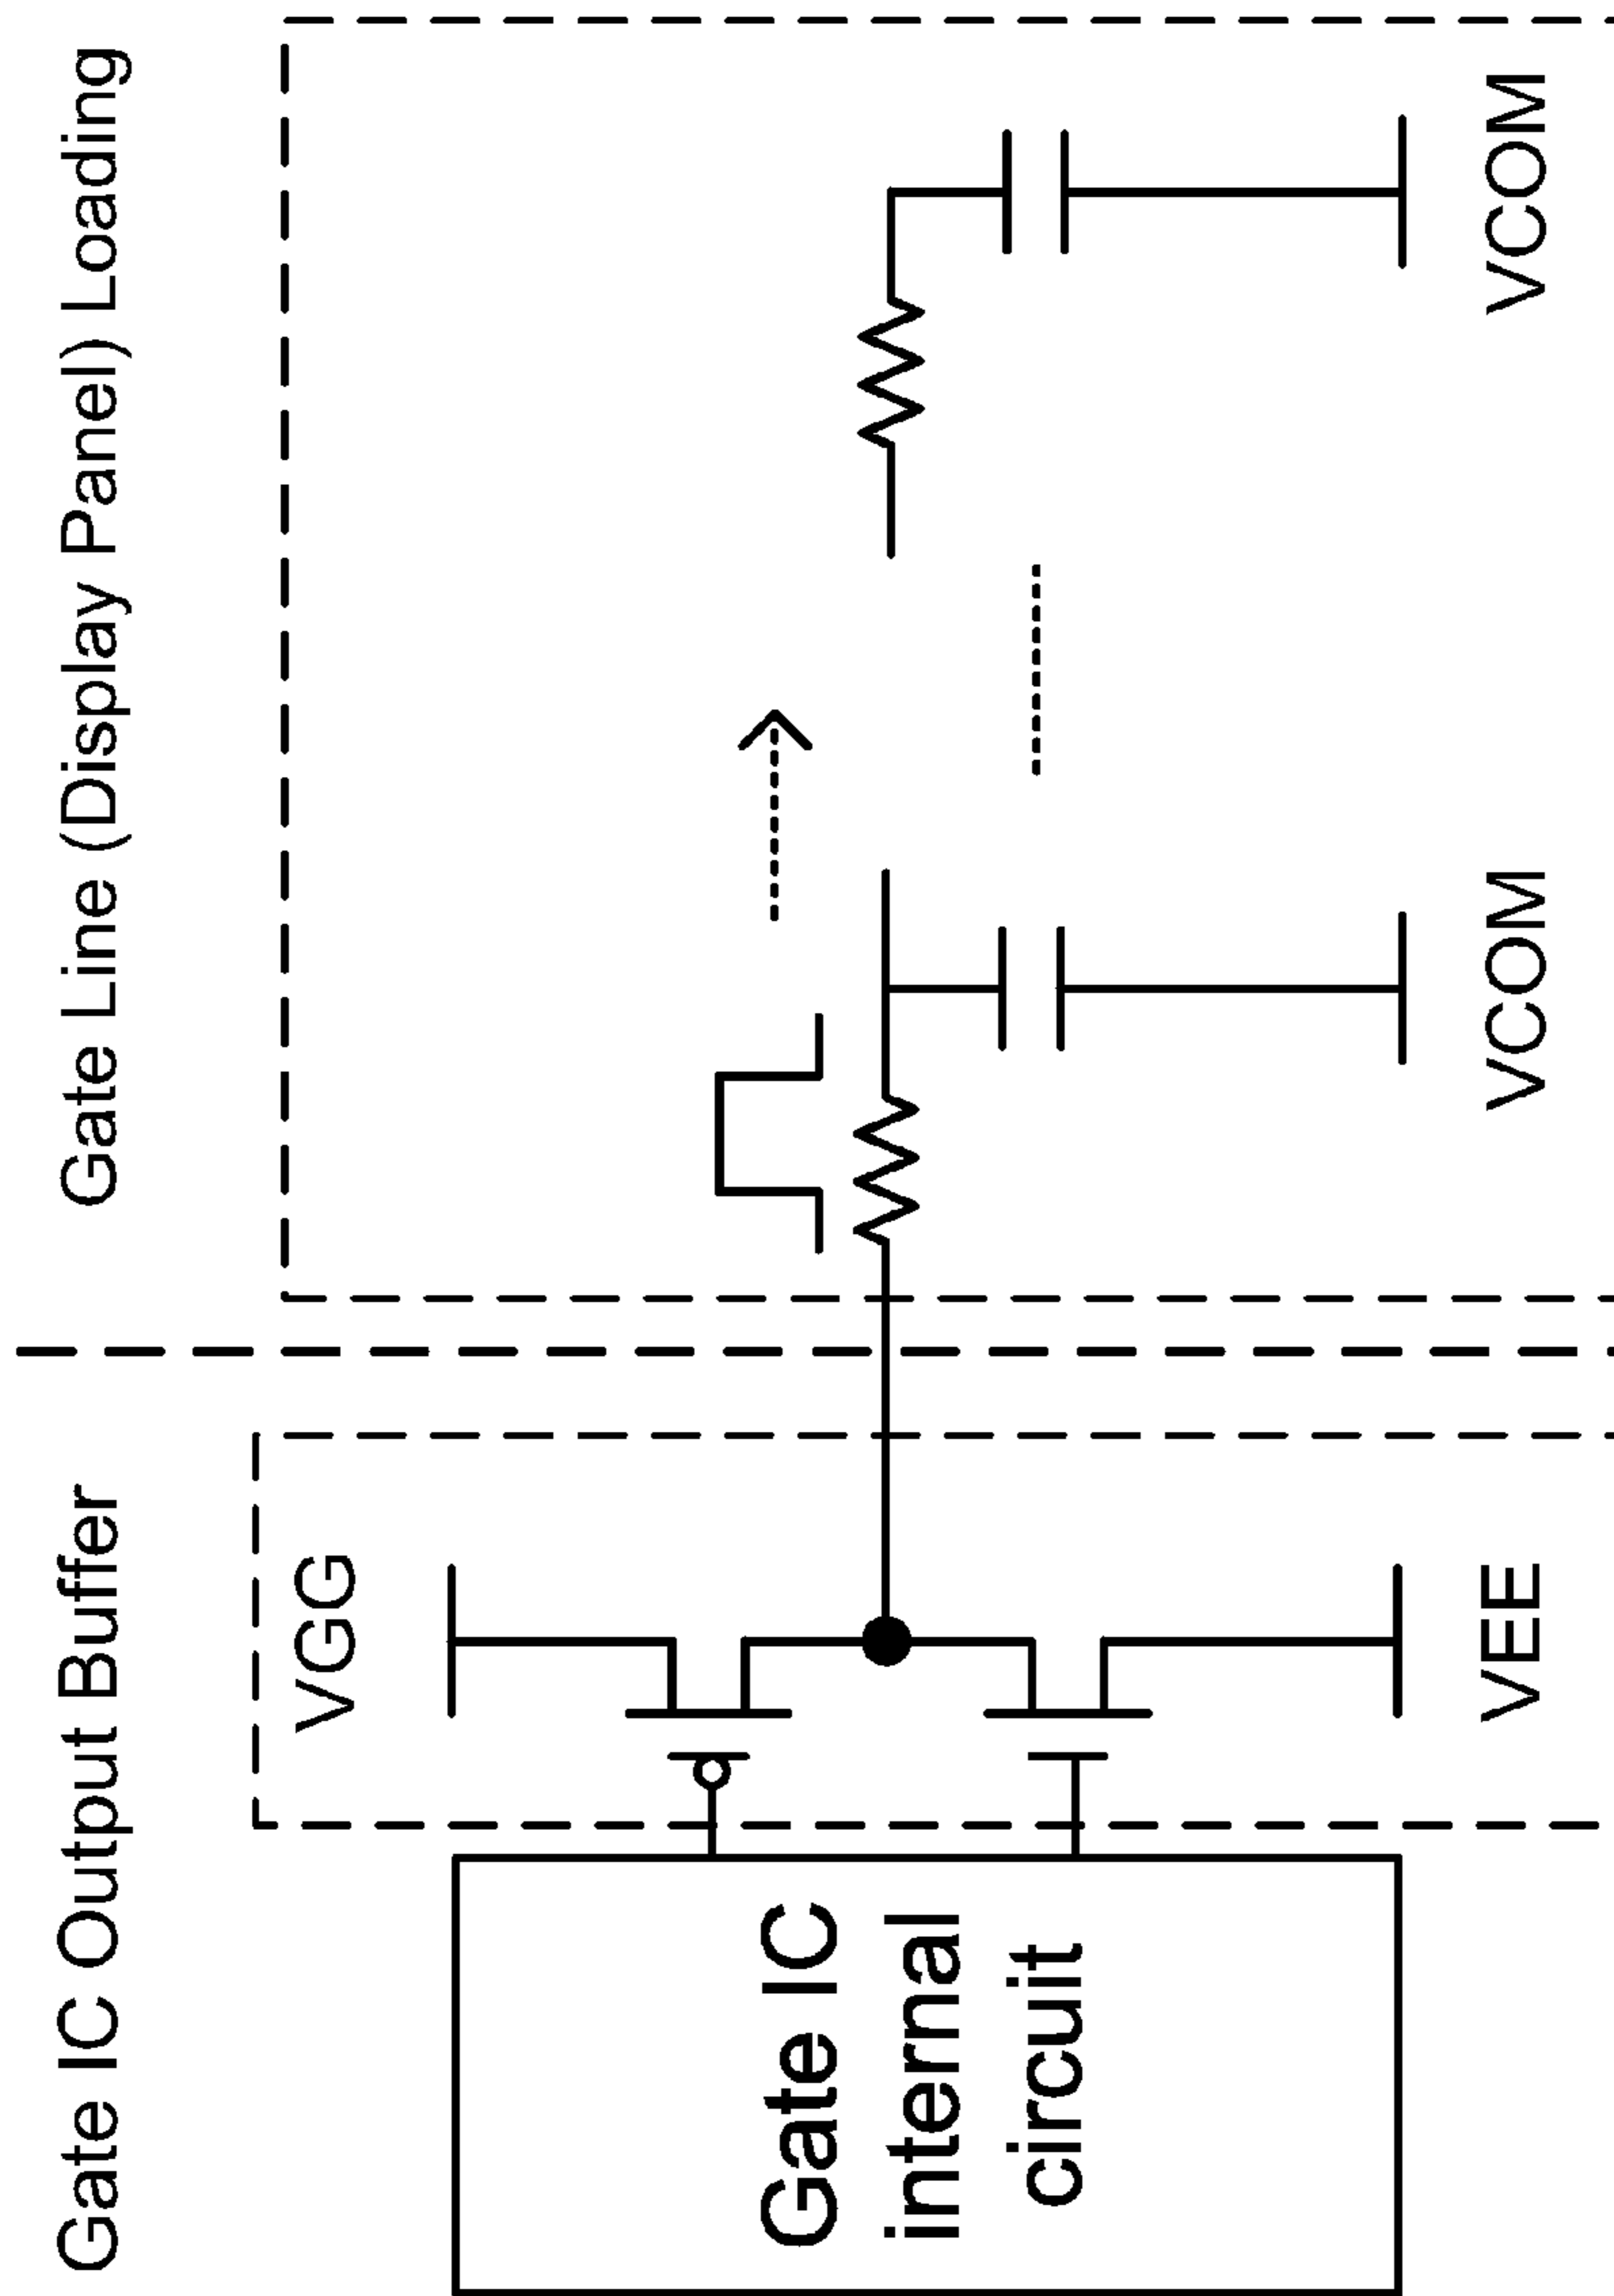 Gate IC Output Buffer
Gate Line (Display Panel) Loading
VGG
Gate IC
internal
circuit
VEE
VCOM
VCOM